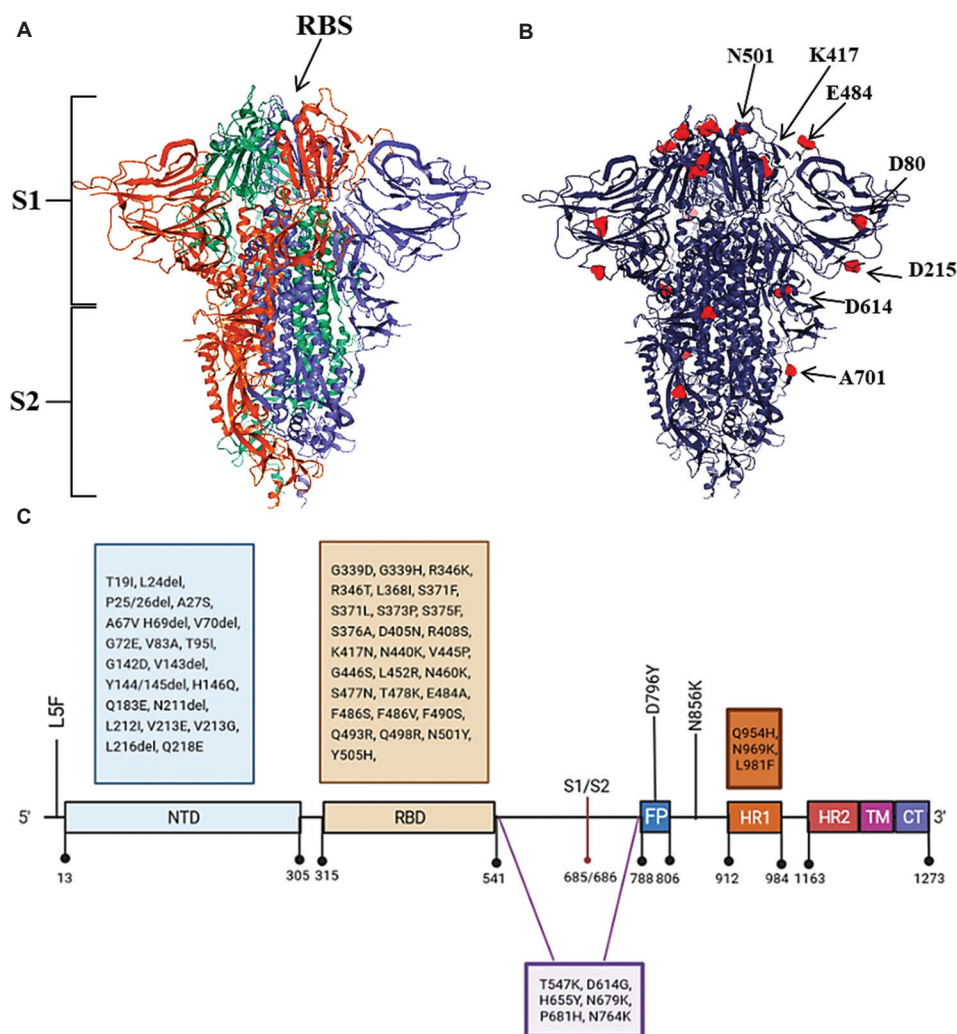 A
RBS
S1
S2
B
N501
K417
E484
D80
D215
D614
A701
C
T19I, L24del,
P25/26del, A27S,
A67V H69del, V70del,
G72E, V83A, T95I,
G142D, V143del,
Y144/145del, H146Q,
Q183E, N211del,
L212I, V213E, V213G,
L216del, Q218E
G339D, G339H, R346K,
R346T, L368I, S371F,
S371L, S373P, S375F,
S376A, D405N, R408S,
K417N, N440K, V445P,
G446S, L452R, N460K,
S477N, T478K, E484A,
F486S, F486V, F490S,
Q493R, Q498R, N501Y,
Y505H,
L5F
D796Y
N856K
Q954H,
N969K,
L981F
S1/S2
5'
NTD
RBD
FP
HR1
HR2
TM
CT
3'
13
305
315
541
685/686
788
806
912
984
1163
1273
T547K, D614G,
H655Y, N679K,
P681H, N764K